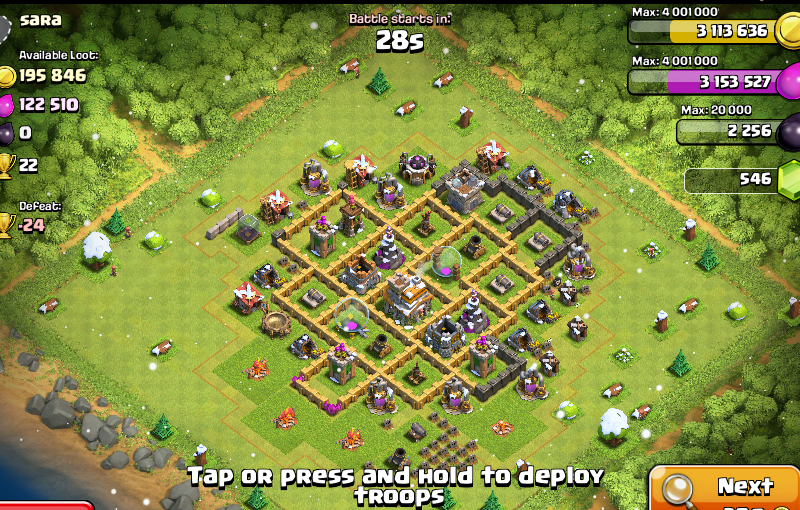 sara
Battle starts in:
28s
Available Loot:
195 846
122 510
0
22
Defeat:
-24
Max: 4 001 000
3 113 636
Max: 4 001 000
3 153 527
Max: 20 000
2 256
546
Tap or press and hold to deploy
troops
Next